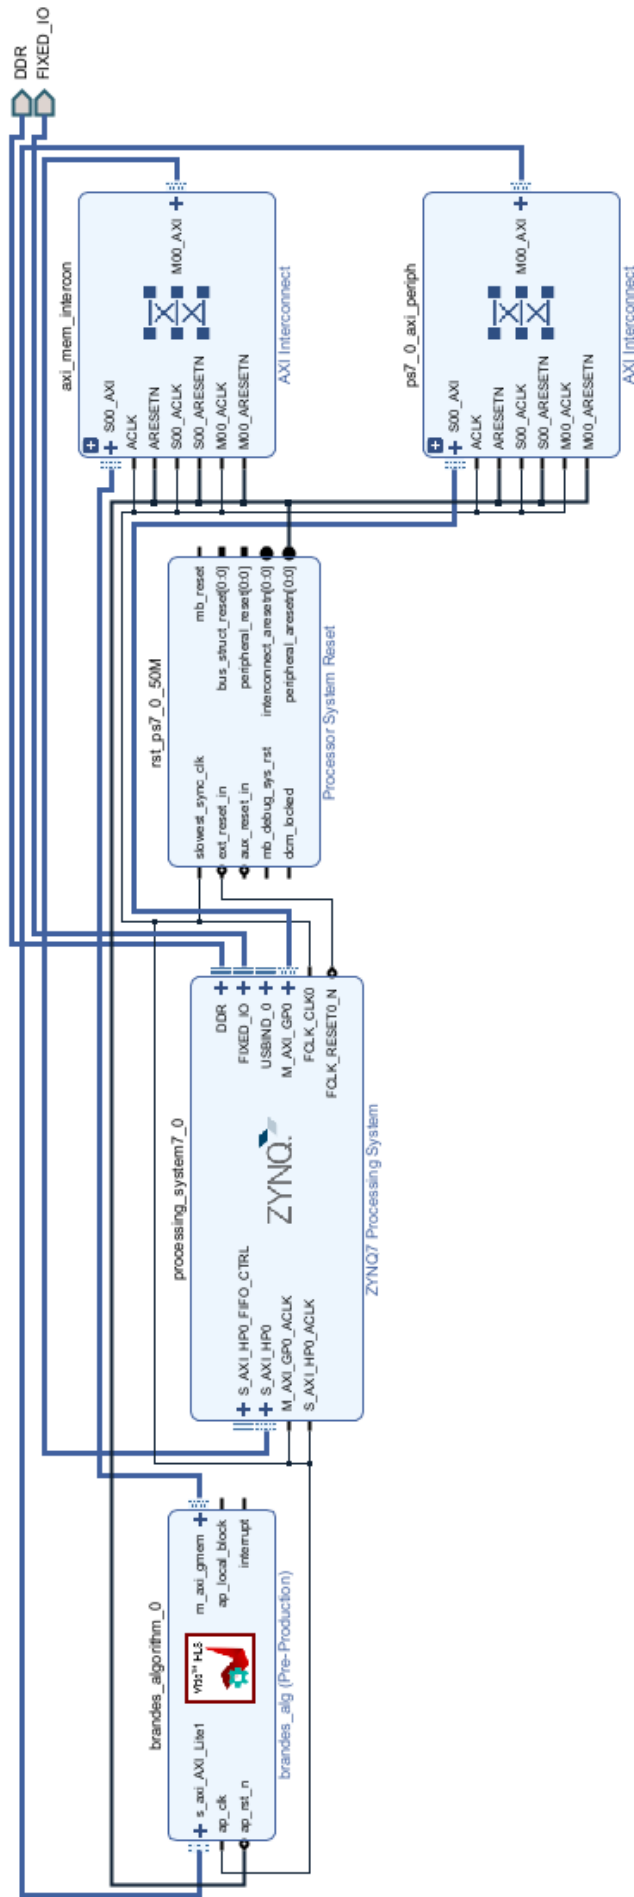 brandes_algorithm_0
s_axi_AXI_Lite1
ap_clk
ap_rst_n
Vitis™ HLS
m_axi_gmem
ap_local_block
interrupt
brandes_alg (Pre-Production)
processing_system7_0
S_AXI_HP0_FIFO_CTRL
S_AXI_HP0
M_AXI_GP0_ACLK
S_AXI_HP0_ACLK
ZYNQ.
DDR
FIXED_IO
USBIND_0
M_AXI_GP0
FCLK_CLK0
FCLK_RESET0_N
ZYNQ7 Processing System
rst_ps7_0_50M
slowest_sync_clk
ext_reset_in
aux_reset_in
mb_debug_sys_rst
dcm_locked
mb_reset
bus_struct_reset[0:0]
peripheral_reset[0:0]
interconnect_aresetn[0:0]
peripheral_aresetn[0:0]
Processor System Reset
axi_mem_intercon
S00_AXI
ACLK
ARESETN
S00_ACLK
S00_ARESETN
M00_ACLK
M00_ARESETN
M00_AXI
AXI Interconnect
ps7_0_axi_periph
S00_AXI
ACLK
ARESETN
S00_ACLK
S00_ARESETN
M00_ACLK
M00_ARESETN
M00_AXI
AXI Interconnect
DDR
FIXED_IO